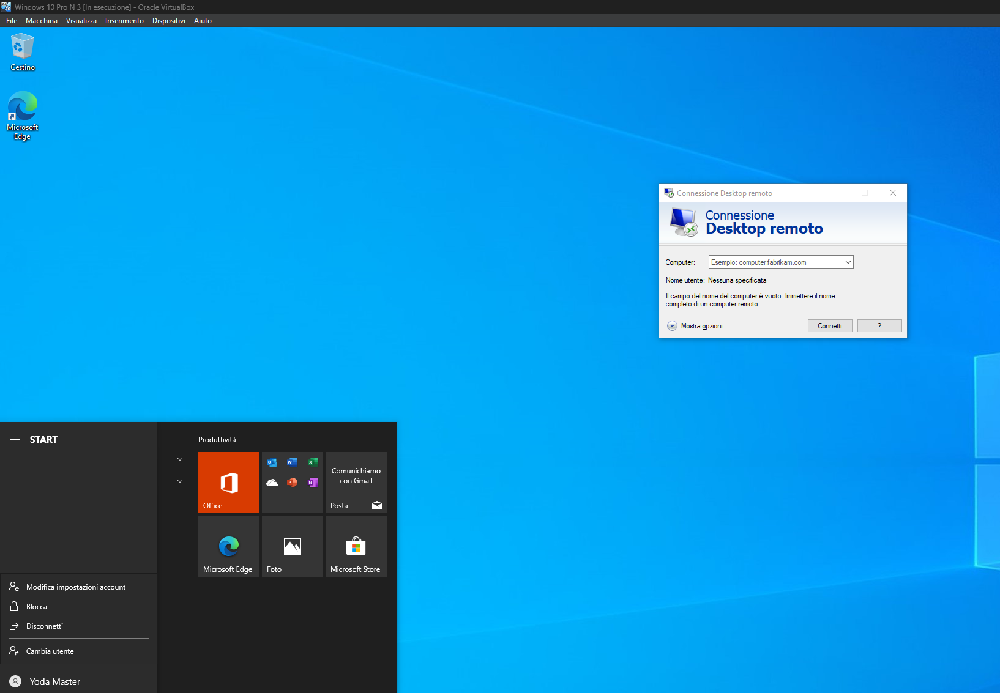 Windows 10 Pro N 3 [In esecuzione] - Oracle VirtualBox
File Macchina Visualizza Inserimento Dispositivi Aiuto
Cestino
Microsoft
Edge
Connessione Desktop remoto
Connessione
Desktop remoto
Computer: Esempio: computer.fabrikam.com
Nome utente: Nessuna specificata
Il campo del nome del computer è vuoto. Immettere il nome
completo di un computer remoto.
Mostra opzioni Connetti ?
START
Produttività
Office
Comunichiamo
con Gmail
Posta
Microsoft Edge
Foto
Microsoft Store
Modifica impostazioni account
Blocca
Disconnetti
Cambia utente
Yoda Master